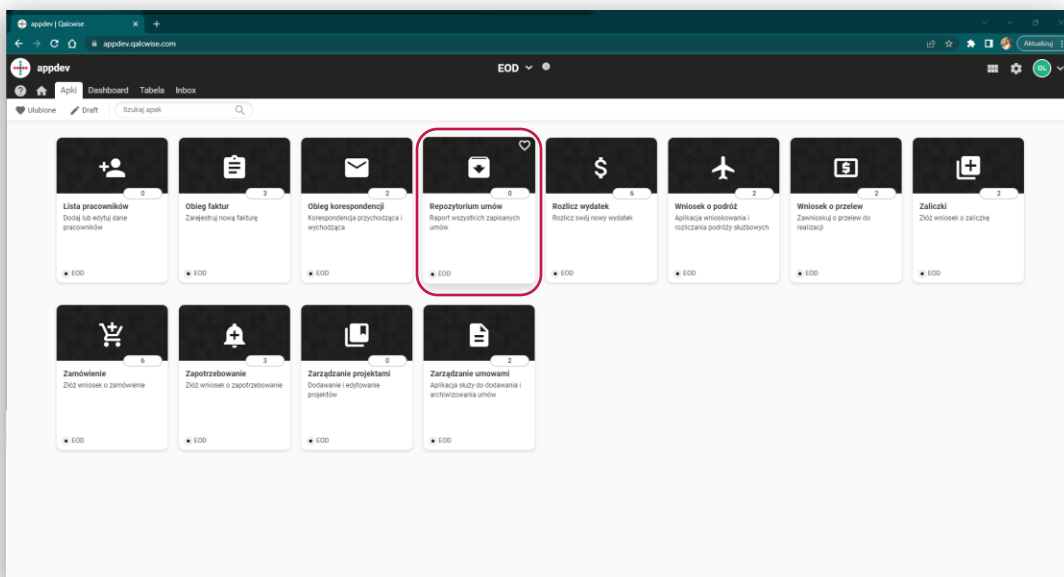 appdev | Qalcwise
appdev.qalcwise.com
Aktualizuj
appdev
EOD
OL
Apki Dashboard Tabela Inbox
Ulubione Draft Szukaj apek
0
Lista pracowników
Dodaj lub edytuj dane
pracowników
EOD
3
Obieg faktur
Zarejestruj nową fakturę
EOD
2
Obieg korespondencji
Korespondencja przychodząca i
wychodząca
EOD
0
Repozytorium umów
Raport wszystkich zapisanych
umów
EOD
6
Rozlicz wydatek
Rozlicz swój nowy wydatek
EOD
2
Wniosek o podróż
Aplikacja wnioskowania i
rozliczania podróży służbowych
EOD
2
Wniosek o przelew
Zawnioskuj o przelew do
realizacji
EOD
2
Zaliczki
Złóż wniosek o zaliczkę
EOD
6
Zamówienie
Złóż wniosek o zamówienie
EOD
3
Zapotrzebowanie
Złóż wniosek o zapotrzebowanie
EOD
0
Zarządzanie projektami
Dodawanie i edytowanie
projektów
EOD
2
Zarządzanie umowami
Aplikacja służy do dodawania i
archiwizowania umów
EOD